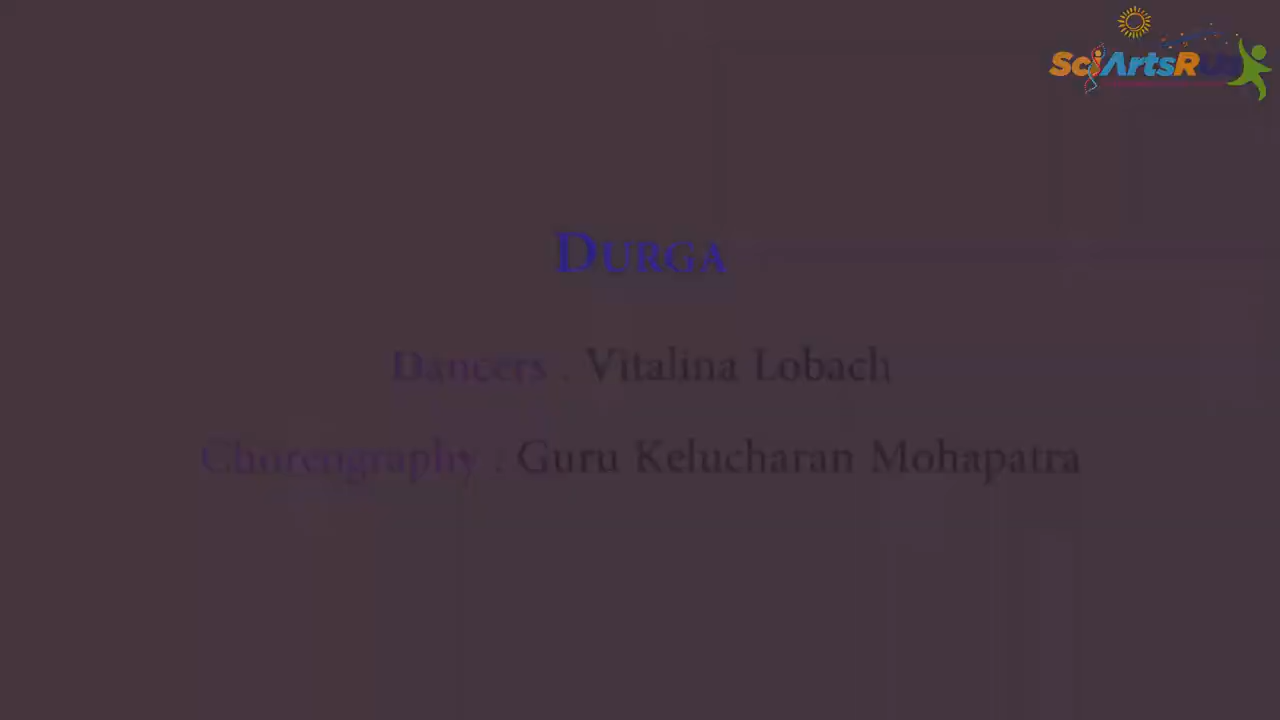 SciArtsRUs
DURGA
Dancers : Vitalina Lobach
Choreography : Guru Kelucharan Mohapatra